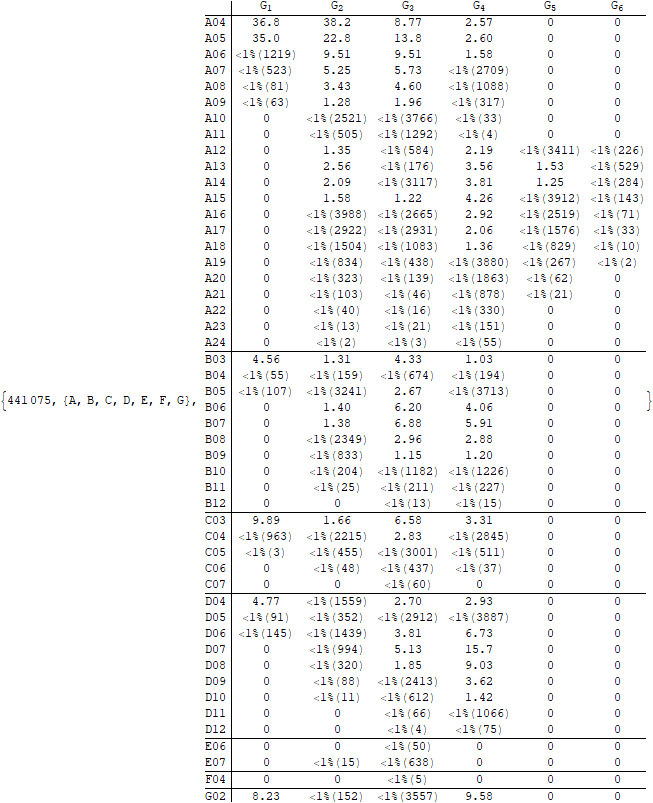 G1 G2 G3 G4 G5 G6
A04 36.8 38.2 8.77 2.57 0 0
A05 35.0 22.8 13.8 2.60 0 0
A06 <1%(1219) 9.51 9.51 1.58 0 0
A07 <1%(523) 5.25 5.73 <1%(2709) 0 0
A08 <1%(81) 3.43 4.60 <1%(1088) 0 0
A09 <1%(63) 1.28 1.96 <1%(317) 0 0
A10 0 <1%(2521) <1%(3766) <1%(33) 0 0
A11 0 <1%(505) <1%(1292) <1%(4) 0 0
A12 0 1.35 <1%(584) 2.19 <1%(3411) <1%(226)
A13 0 2.56 <1%(176) 3.56 1.53 <1%(529)
A14 0 2.09 <1%(3117) 3.81 1.25 <1%(284)
A15 0 1.58 1.22 4.26 <1%(3912) <1%(143)
A16 0 <1%(3988) <1%(2665) 2.92 <1%(2519) <1%(71)
A17 0 <1%(2922) <1%(2931) 2.06 <1%(1576) <1%(33)
A18 0 <1%(1504) <1%(1083) 1.36 <1%(829) <1%(10)
A19 0 <1%(834) <1%(438) <1%(3880) <1%(267) <1%(2)
A20 0 <1%(323) <1%(139) <1%(1863) <1%(62) 0
A21 0 <1%(103) <1%(46) <1%(878) <1%(21) 0
A22 0 <1%(40) <1%(16) <1%(330) 0 0
A23 0 <1%(13) <1%(21) <1%(151) 0 0
A24 0 <1%(2) <1%(3) <1%(55) 0 0
B03 4.56 1.31 4.33 1.03 0 0
B04 <1%(55) <1%(159) <1%(674) <1%(194) 0 0
B05 <1%(107) <1%(3241) 2.67 <1%(3713) 0 0
{441075, {A, B, C, D, E, F, G}, B06 0 1.40 6.20 4.06 0 0 }
B07 0 1.38 6.88 5.91 0 0
B08 0 <1%(2349) 2.96 2.88 0 0
B09 0 <1%(833) 1.15 1.20 0 0
B10 0 <1%(204) <1%(1182) <1%(1226) 0 0
B11 0 <1%(25) <1%(211) <1%(227) 0 0
B12 0 0 <1%(13) <1%(15) 0 0
C03 9.89 1.66 6.58 3.31 0 0
C04 <1%(963) <1%(2215) 2.83 <1%(2845) 0 0
C05 <1%(3) <1%(455) <1%(3001) <1%(511) 0 0
C06 0 <1%(48) <1%(437) <1%(37) 0 0
C07 0 0 <1%(60) 0 0 0
D04 4.77 <1%(1559) 2.70 2.93 0 0
D05 <1%(91) <1%(352) <1%(2912) <1%(3887) 0 0
D06 <1%(145) <1%(1439) 3.81 6.73 0 0
D07 0 <1%(994) 5.13 15.7 0 0
D08 0 <1%(320) 1.85 9.03 0 0
D09 0 <1%(88) <1%(2413) 3.62 0 0
D10 0 <1%(11) <1%(612) 1.42 0 0
D11 0 0 <1%(66) <1%(1066) 0 0
D12 0 0 <1%(4) <1%(75) 0 0
E06 0 0 <1%(50) 0 0 0
E07 0 <1%(15) <1%(638) 0 0 0
F04 0 0 <1%(5) 0 0 0
G02 8.23 <1%(152) <1%(3557) 9.58 0 0